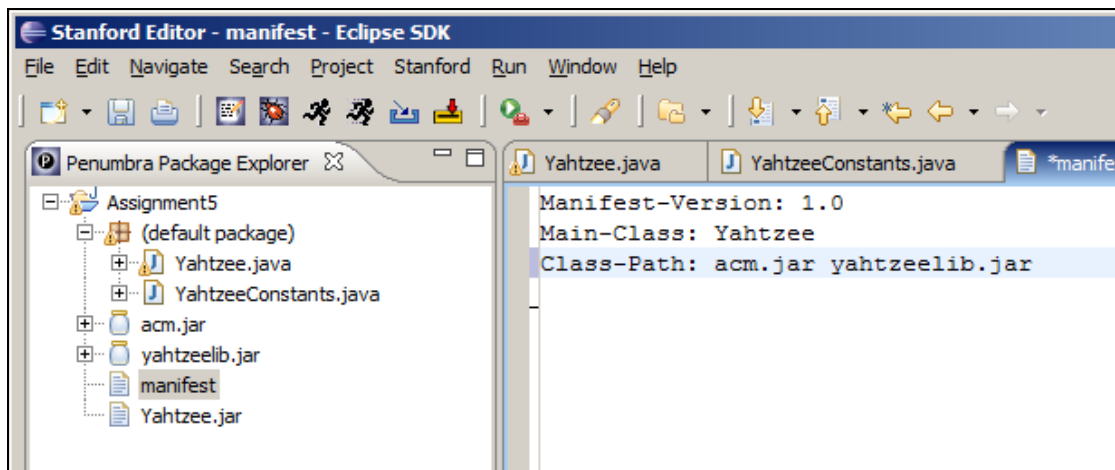 Stanford Editor - manifest - Eclipse SDK
File Edit Navigate Search Project Stanford Run Window Help
Penumbra Package Explorer
Yahtzee.java
YahtzeeConstants.java
*manife
Assignment5
(default package)
Yahtzee.java
YahtzeeConstants.java
acm.jar
yahtzeelib.jar
manifest
Yahtzee.jar
Manifest-Version: 1.0
Main-Class: Yahtzee
Class-Path: acm.jar yahtzeelib.jar